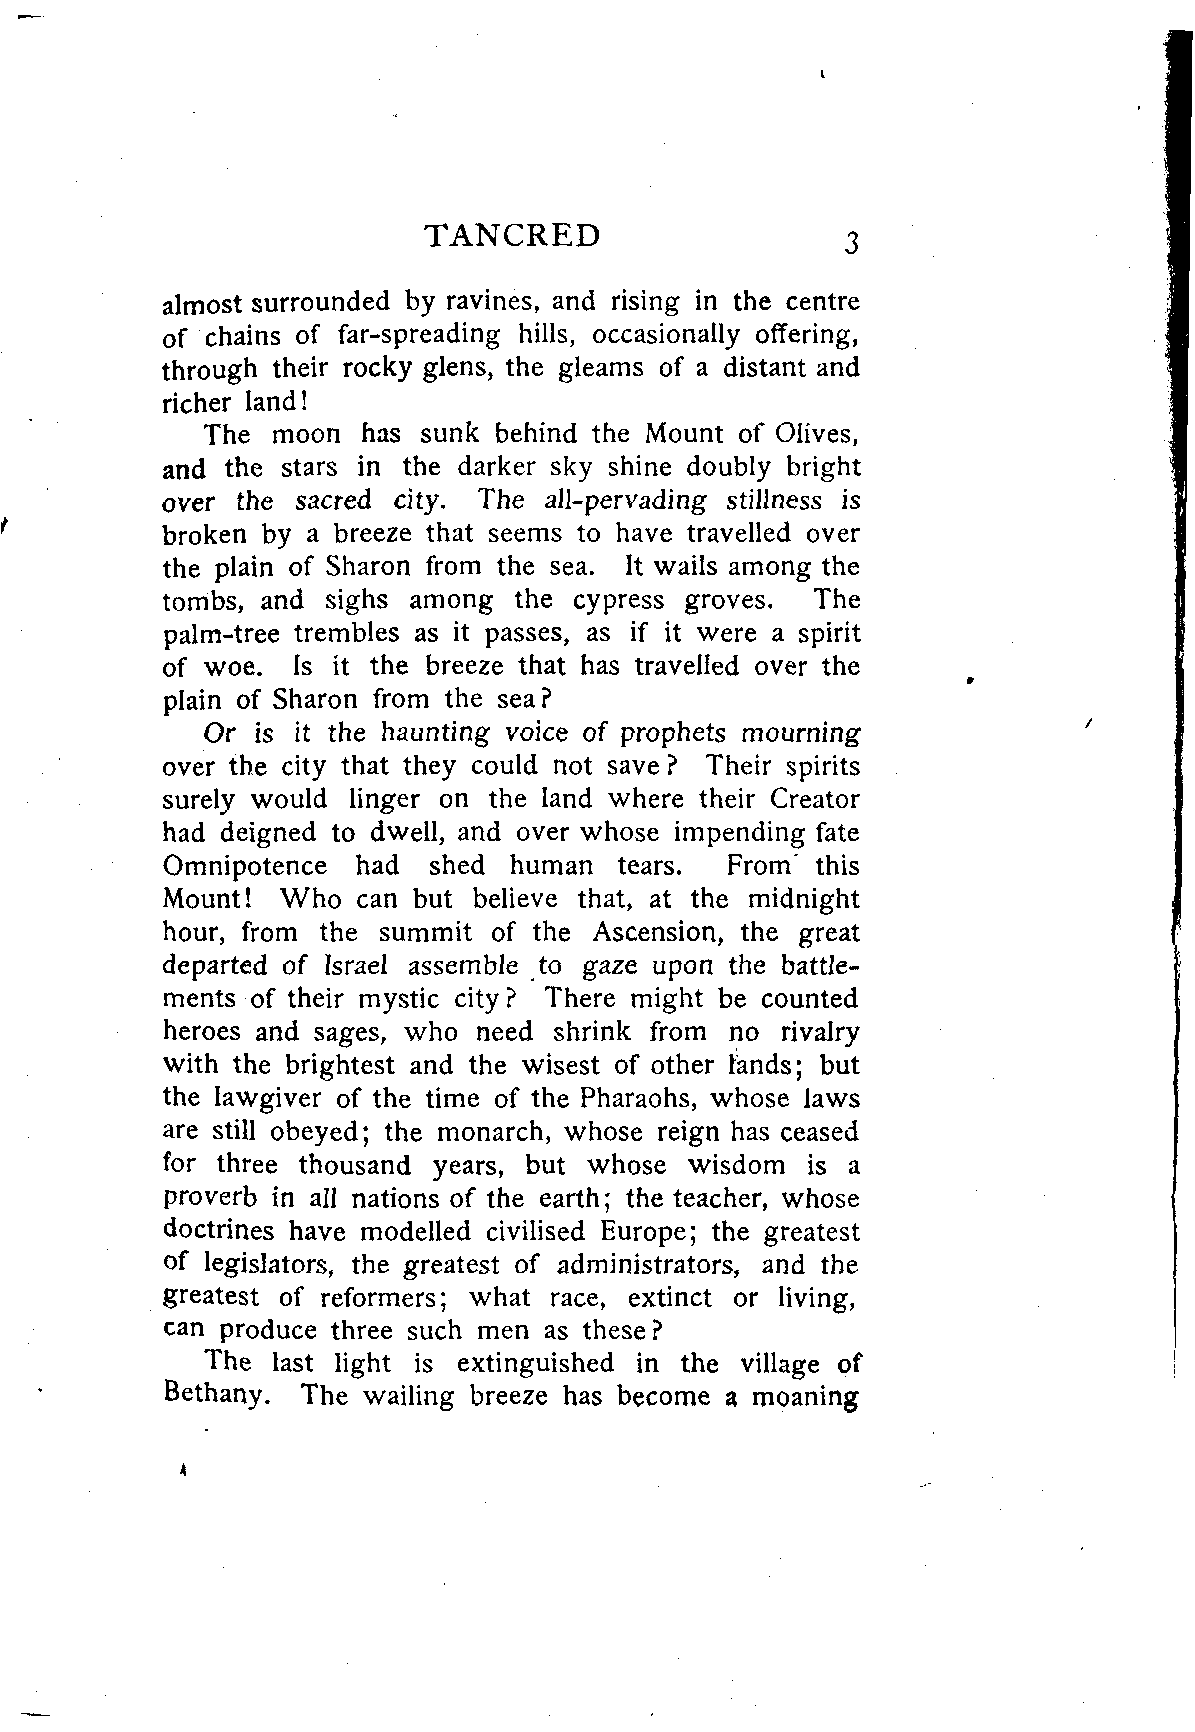 TANCRED 3
almost surrounded by ravines, and rising in the centre
of chains of far-spreading hills, occasionally offering,
through their rocky glens, the gleams of a distant and
richer land!
The moon has sunk behind the Mount of Olives,
and the stars in the darker sky shine doubly bright
over the sacred city. The all-pervading stillness is
broken by a breeze that seems to have travelled over
the plain of Sharon from the sea. It wails among the
tombs, and sighs among the cypress groves. The
palm-tree trembles as it passes, as if it were a spirit
of woe. Is it the breeze that has travelled over the
plain of Sharon from the sea?
Or is it the haunting voice of prophets mourning
over the city that they could not save? Their spirits
surely would linger on the land where their Creator
had deigned to dwell, and over whose impending fate
Omnipotence had shed human tears. From this
Mount! Who can but believe that, at the midnight
hour, from the summit of the Ascension, the great
departed of Israel assemble to gaze upon the battle-
ments of their mystic city? There might be counted
heroes and sages, who need shrink from no rivalry
with the brightest and the wisest of other lands; but
the lawgiver of the time of the Pharaohs, whose laws
are still obeyed; the monarch, whose reign has ceased
for three thousand years, but whose wisdom is a
proverb in all nations of the earth; the teacher, whose
doctrines have modelled civilised Europe; the greatest
of legislators, the greatest of administrators, and the
greatest of reformers; what race, extinct or living,
can produce three such men as these?
The last light is extinguished in the village of
Bethany. The wailing breeze has become a moaning